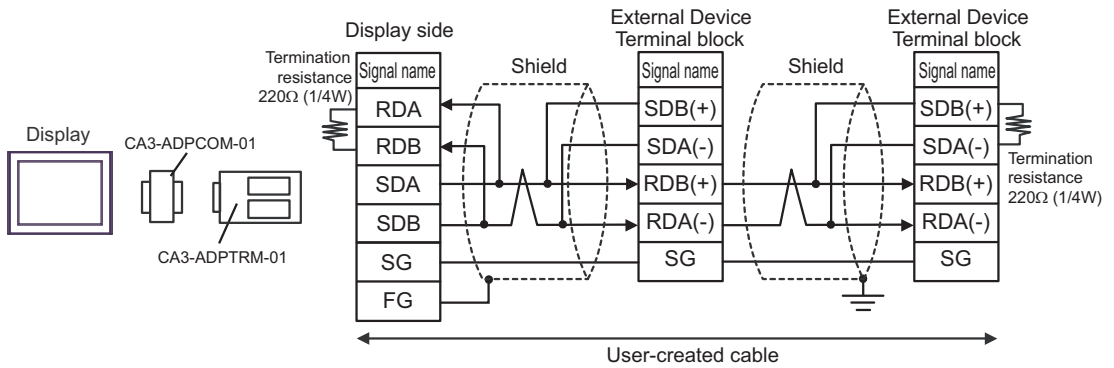 Display
CA3-ADPCOM-01
CA3-ADPTRM-01
Termination
resistance
220Ω (1/4W)
Display side
Signal name
RDA
RDB
SDA
SDB
SG
FG
Shield
External Device
Terminal block
Signal name
SDB(+)
SDA(-)
RDB(+)
RDA(-)
SG
Shield
External Device
Terminal block
Signal name
SDB(+)
SDA(-)
RDB(+)
RDA(-)
SG
Termination
resistance
220Ω (1/4W)
User-created cable